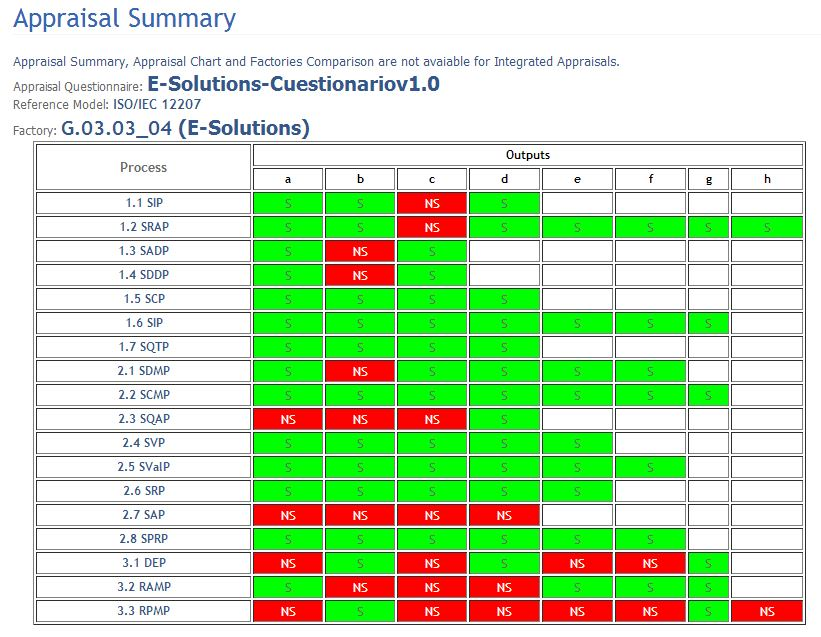 Appraisal Summary
Appraisal Summary, Appraisal Chart and Factories Comparison are not avaiable for Integrated Appraisals.
Appraisal Questionnaire: E-Solutions-Cuestionariov1.0
Reference Model: ISO/IEC 12207
Factory: G.03.03_04 (E-Solutions)
Process Outputs
a b c d e f g h
1.1 SIP S S NS S
1.2 SRAP S S NS S S S S S
1.3 SADP S NS S
1.4 SDDP S NS S
1.5 SCP S S S S
1.6 SIP S S S S S S S
1.7 SQTP S S S S
2.1 SDMP S NS S S S S
2.2 SCMP S S S S S S S
2.3 SQAP NS NS NS S
2.4 SVP S S S S S
2.5 SValP S S S S S S
2.6 SRP S S S S S
2.7 SAP NS NS NS NS
2.8 SPRP S S S S S S
3.1 DEP NS S NS S NS NS S
3.2 RAMP S NS NS NS S S S
3.3 RPMP NS S NS NS NS NS S NS